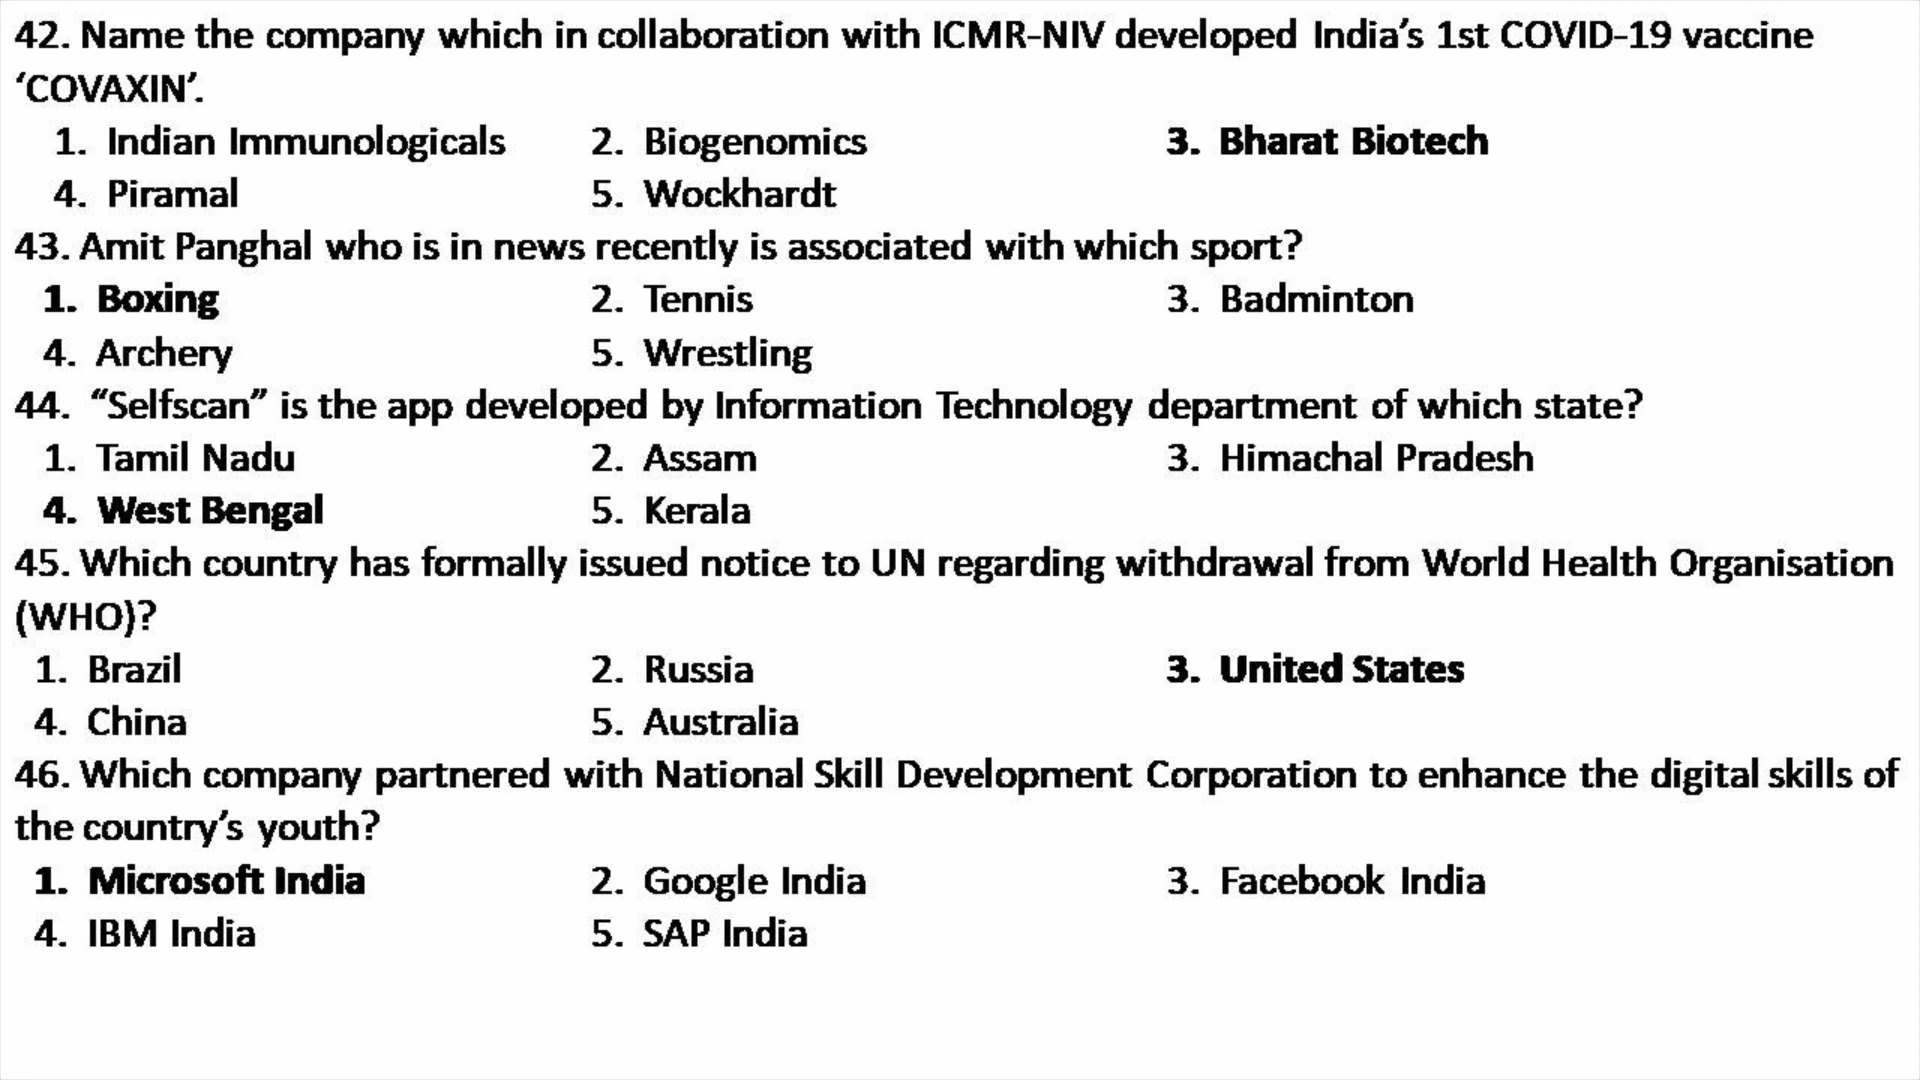 42. Name the company which in collaboration with ICMR-NIV developed India’s 1st COVID-19 vaccine
‘COVAXIN’.
1. Indian Immunologicals 2. Biogenomics 3. Bharat Biotech
4. Piramal 5. Wockhardt
43. Amit Panghal who is in news recently is associated with which sport?
1. Boxing 2. Tennis 3. Badminton
4. Archery 5. Wrestling
44. “Selfscan” is the app developed by Information Technology department of which state?
1. Tamil Nadu 2. Assam 3. Himachal Pradesh
4. West Bengal 5. Kerala
45. Which country has formally issued notice to UN regarding withdrawal from World Health Organisation
(WHO)?
1. Brazil 2. Russia 3. United States
4. China 5. Australia
46. Which company partnered with National Skill Development Corporation to enhance the digital skills of
the country’s youth?
1. Microsoft India 2. Google India 3. Facebook India
4. IBM India 5. SAP India